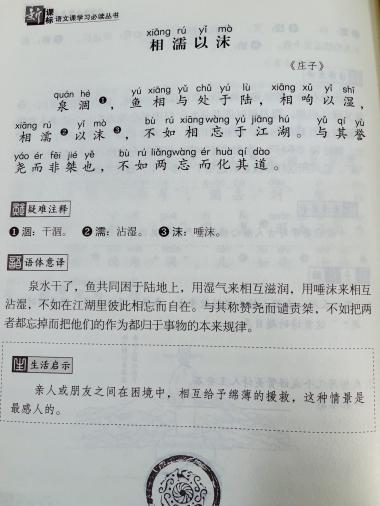 新课标 语文课学习必读丛书
xiāng rú yǐ mò
相濡以沫
《庄子》
quán hé yú xiāng yǔ chǔ yú lù xiāng xǔ yǐ shī
泉涸❶，鱼相与处于陆，相呴以湿，
xiāng rú yǐ mò bù rú xiāng wàng yú jiāng hú yǔ qí yù
相濡❷以沫❸，不如相忘于江湖。与其誉
yáo ér fēi jié yě bù rú liǎng wàng ér huà qí dào
尧而非桀也，不如两忘而化其道。
疑难注释
❶涸：干涸。 ❷濡：沾湿。 ❸沫：唾沫。
语体意译
泉水干了，鱼共同困于陆地上，用湿气来相互滋润，用唾沫来相互
沾湿，不如在江湖里彼此相忘而自在。与其称赞尧而谴责桀，不如把两
者都忘掉而把他们的作为都归于事物的本来规律。
生活启示
亲人或朋友之间在困境中，相互给予绵薄的援救，这种情景是
最感人的。